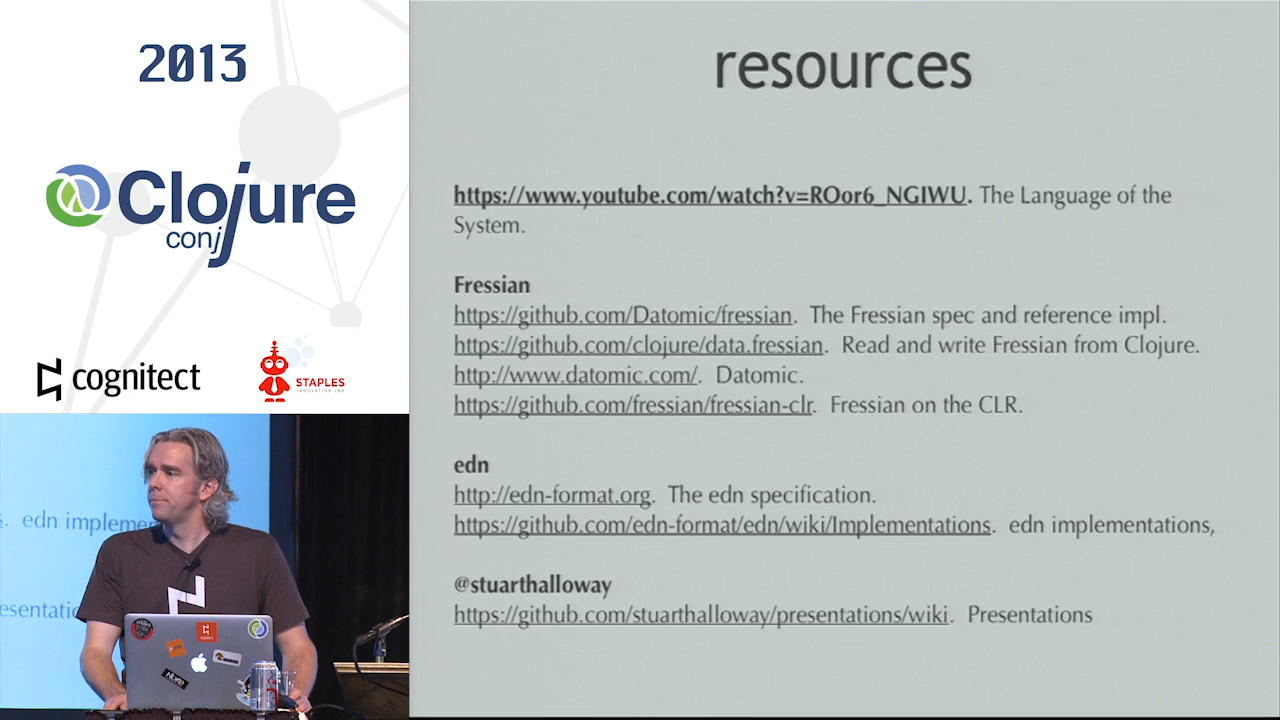 2013
Clojure
conj
cognitect
STAPLES
INNOVATION LAB
resources
https://www.youtube.com/watch?v=ROor6_NGIWU. The Language of the
System.
Fressian
https://github.com/Datomic/fressian. The Fressian spec and reference impl.
https://github.com/clojure/data.fressian. Read and write Fressian from Clojure.
http://www.datomic.com/. Datomic.
https://github.com/fressian/fressian-clr. Fressian on the CLR.
edn
http://edn-format.org. The edn specification.
https://github.com/edn-format/edn/wiki/Implementations. edn implementations,
@stuarthalloway
https://github.com/stuarthalloway/presentations/wiki. Presentations
s. edn implemen
resentatio